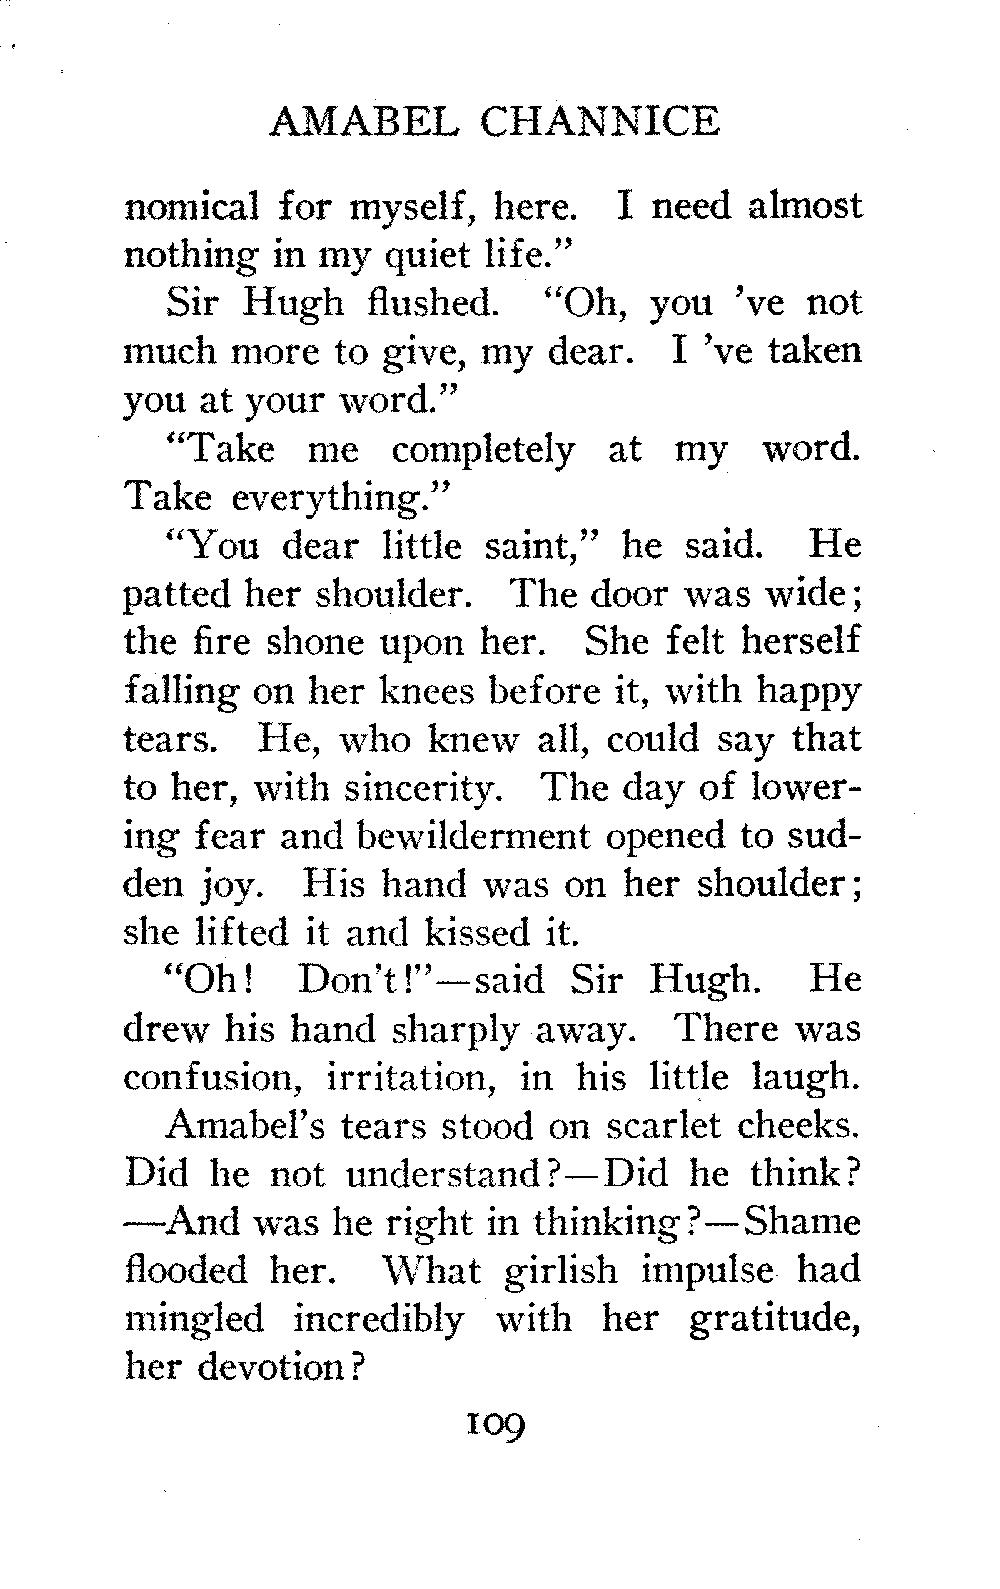 AMABEL CHANNICE
nomical for myself, here. I need almost
nothing in my quiet life."
Sir Hugh flushed. "Oh, you 've not
much more to give, my dear. I 've taken
you at your word."
"Take me completely at my word.
Take everything."
"You dear little saint," he said. He
patted her shoulder. The door was wide;
the fire shone upon her. She felt herself
falling on her knees before it, with happy
tears. He, who knew all, could say that
to her, with sincerity. The day of lower-
ing fear and bewilderment opened to sud-
den joy. His hand was on her shoulder;
she lifted it and kissed it.
"Oh! Don't!"—said Sir Hugh. He
drew his hand sharply away. There was
confusion, irritation, in his little laugh.
Amabel's tears stood on scarlet cheeks.
Did he not understand?—Did he think?
—And was he right in thinking?—Shame
flooded her. What girlish impulse had
mingled incredibly with her gratitude,
her devotion?
109